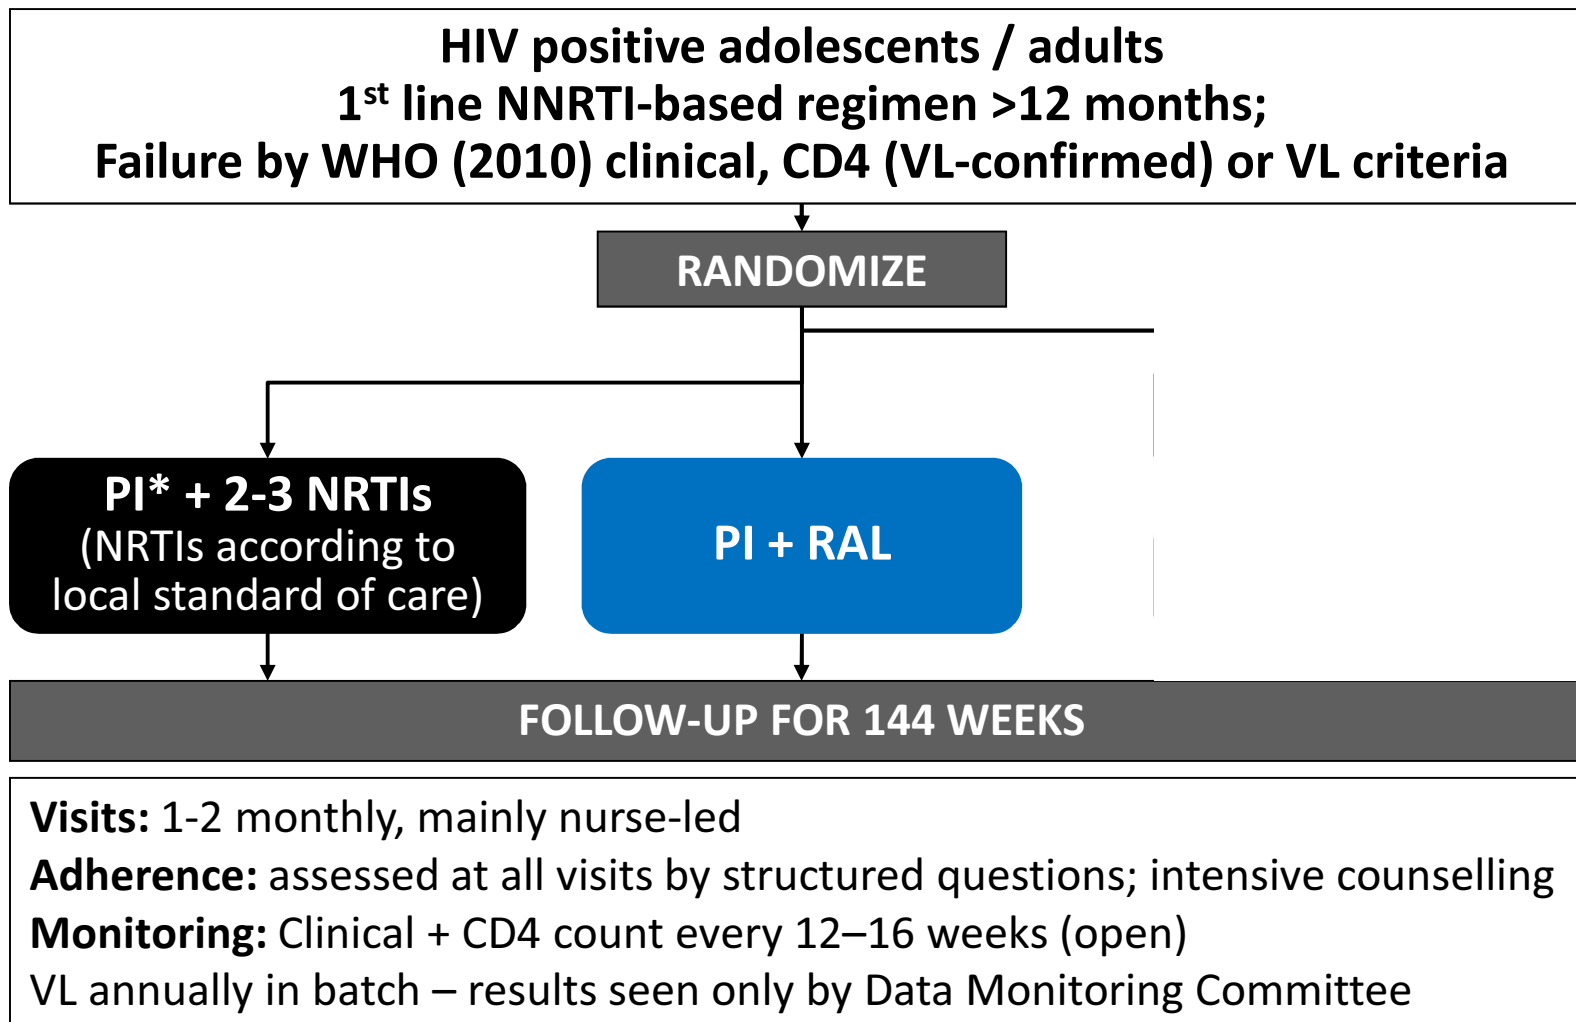 HIV positive adolescents / adults
1st line NNRTI-based regimen >12 months;
Failure by WHO (2010) clinical, CD4 (VL-confirmed) or VL criteria
RANDOMIZE
PI* + 2-3 NRTIs
(NRTIs according to
local standard of care)
PI + RAL
FOLLOW-UP FOR 144 WEEKS
Visits: 1-2 monthly, mainly nurse-led
Adherence: assessed at all visits by structured questions; intensive counselling
Monitoring: Clinical + CD4 count every 12–16 weeks (open)
VL annually in batch – results seen only by Data Monitoring Committee